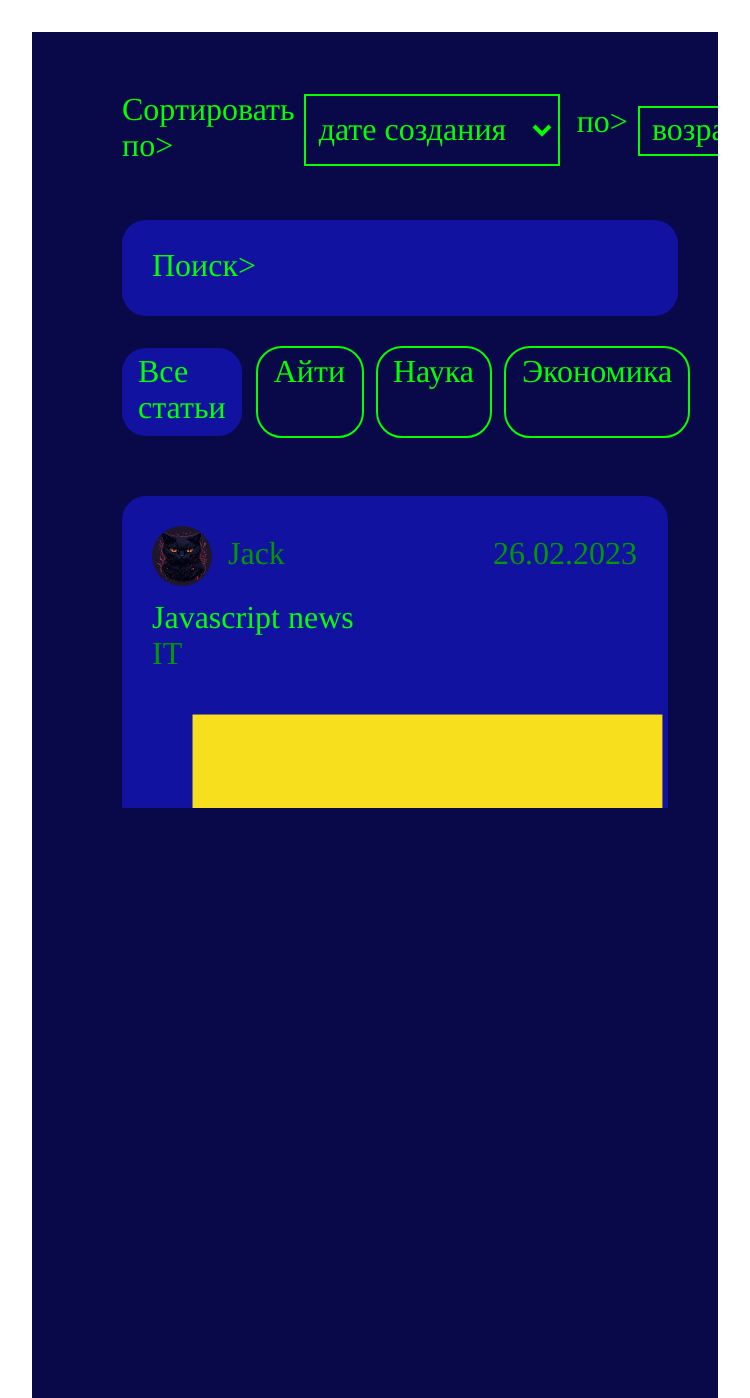 Сортировать
по>
дате создания
по>
возра
Поиск>
Все
статьи
Айти
Наука
Экономика
Jack
26.02.2023
Javascript news
IT